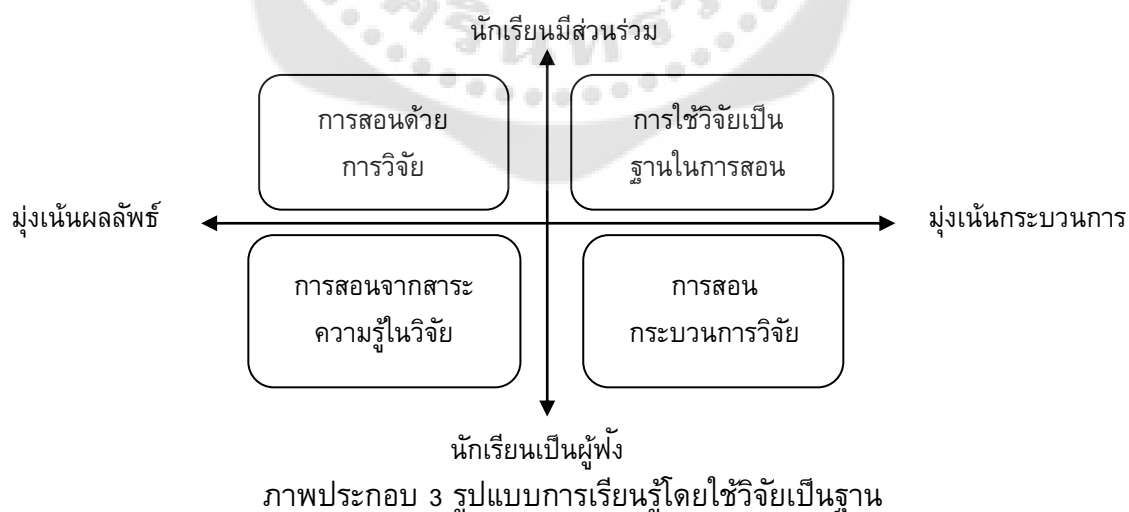 นักเรียนมีส่วนร่วม
การสอนด้วย
การวิจัย
การใช้วิจัยเป็น
ฐานในการสอน
มุ่งเน้นผลลัพธ์
มุ่งเน้นกระบวนการ
การสอนจากสาระ
ความรู้ในวิจัย
การสอน
กระบวนการวิจัย
นักเรียนเป็นผู้ฟัง
ภาพประกอบ 3 รูปแบบการเรียนรู้โดยใช้วิจัยเป็นฐาน